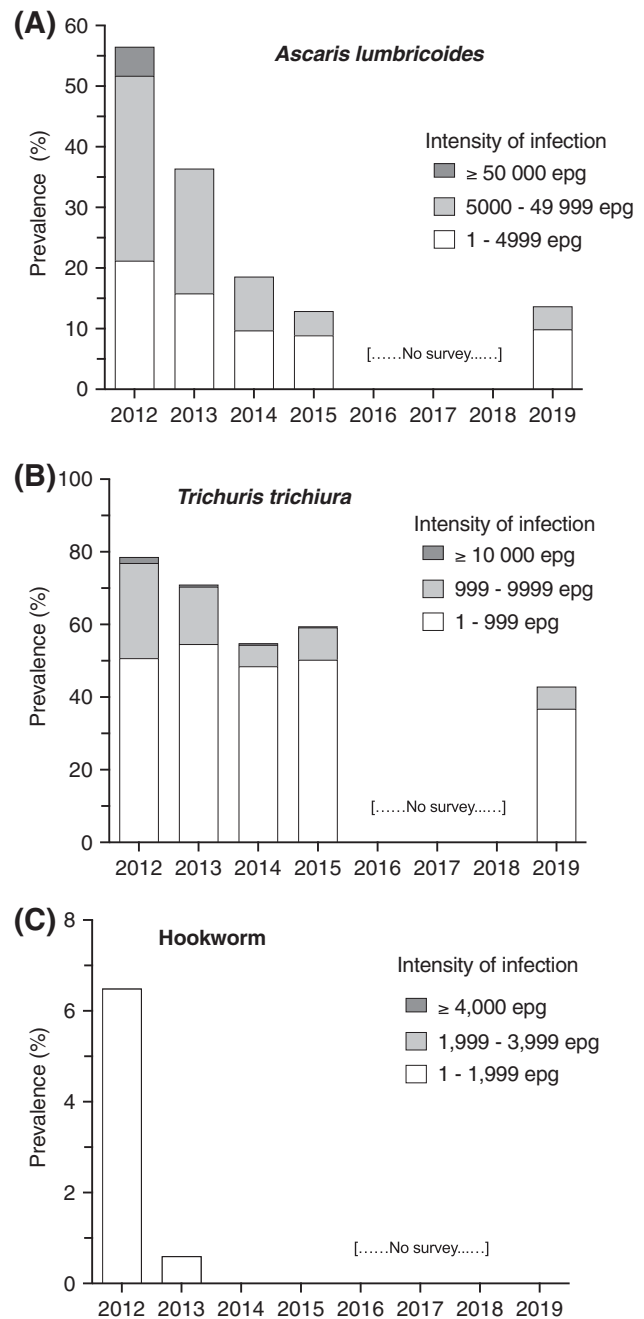 (A)
Ascaris lumbricoides
Prevalence (%)
60
50
40
30
20
10
0
Intensity of infection
≥ 50 000 epg
5000 - 49 999 epg
1 - 4999 epg
[......No survey......]
2012 2013 2014 2015 2016 2017 2018 2019
(B)
Trichuris trichiura
Prevalence (%)
100
80
60
40
20
0
Intensity of infection
≥ 10 000 epg
999 - 9999 epg
1 - 999 epg
[......No survey......]
2012 2013 2014 2015 2016 2017 2018 2019
(C)
Hookworm
Prevalence (%)
8
6
4
2
0
Intensity of infection
≥ 4,000 epg
1,999 - 3,999 epg
1 - 1,999 epg
[......No survey......]
2012 2013 2014 2015 2016 2017 2018 2019